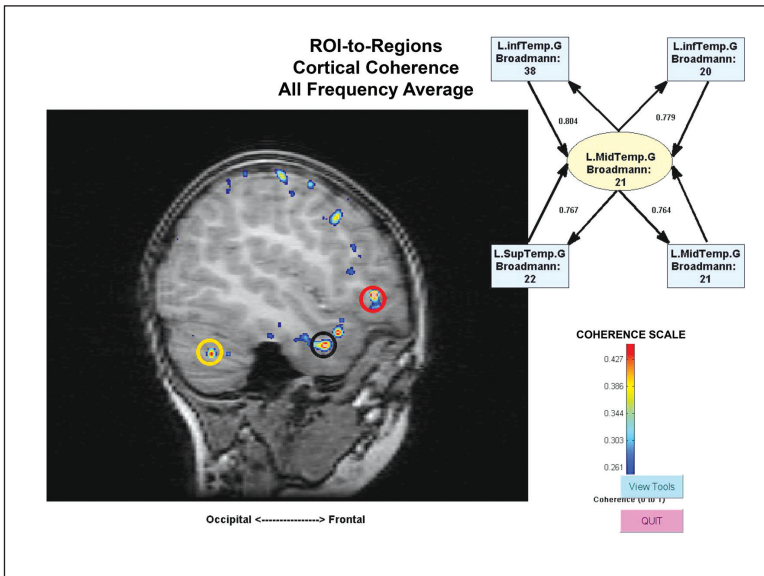 ROI-to-Regions
Cortical Coherence
All Frequency Average
L.infTemp.G
Broadmann:
38
L.infTemp.G
Broadmann:
20
0.804
0.779
L.MidTemp.G
Broadmann:
21
0.767
0.764
L.SupTemp.G
Broadmann:
22
L.MidTemp.G
Broadmann:
21
COHERENCE SCALE
0.427
0.386
0.344
0.303
0.261
View Tools
Coherence (0 to 1)
QUIT
Occipital <----------------> Frontal